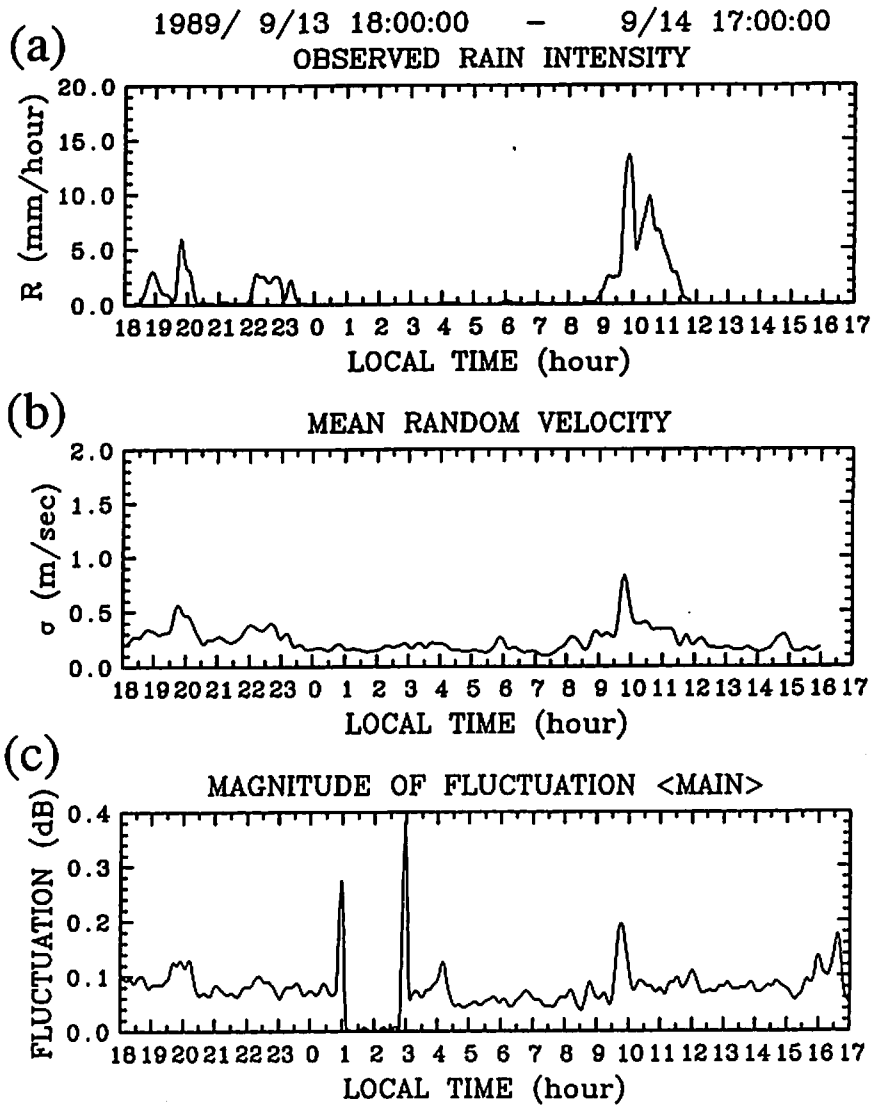 1989/ 9/13 18:00:00 - 9/14 17:00:00
(a)
OBSERVED RAIN INTENSITY
R (mm/hour)
20.0
15.0
10.0
5.0
0.0
18 19 20 21 22 23 0 1 2 3 4 5 6 7 8 9 10 11 12 13 14 15 16 17
LOCAL TIME (hour)
(b)
MEAN RANDOM VELOCITY
σ (m/sec)
2.0
1.5
1.0
0.5
0.0
18 19 20 21 22 23 0 1 2 3 4 5 6 7 8 9 10 11 12 13 14 15 16 17
LOCAL TIME (hour)
(c)
MAGNITUDE OF FLUCTUATION <MAIN>
FLUCTUATION (dB)
0.4
0.3
0.2
0.1
0.0
18 19 20 21 22 23 0 1 2 3 4 5 6 7 8 9 10 11 12 13 14 15 16 17
LOCAL TIME (hour)